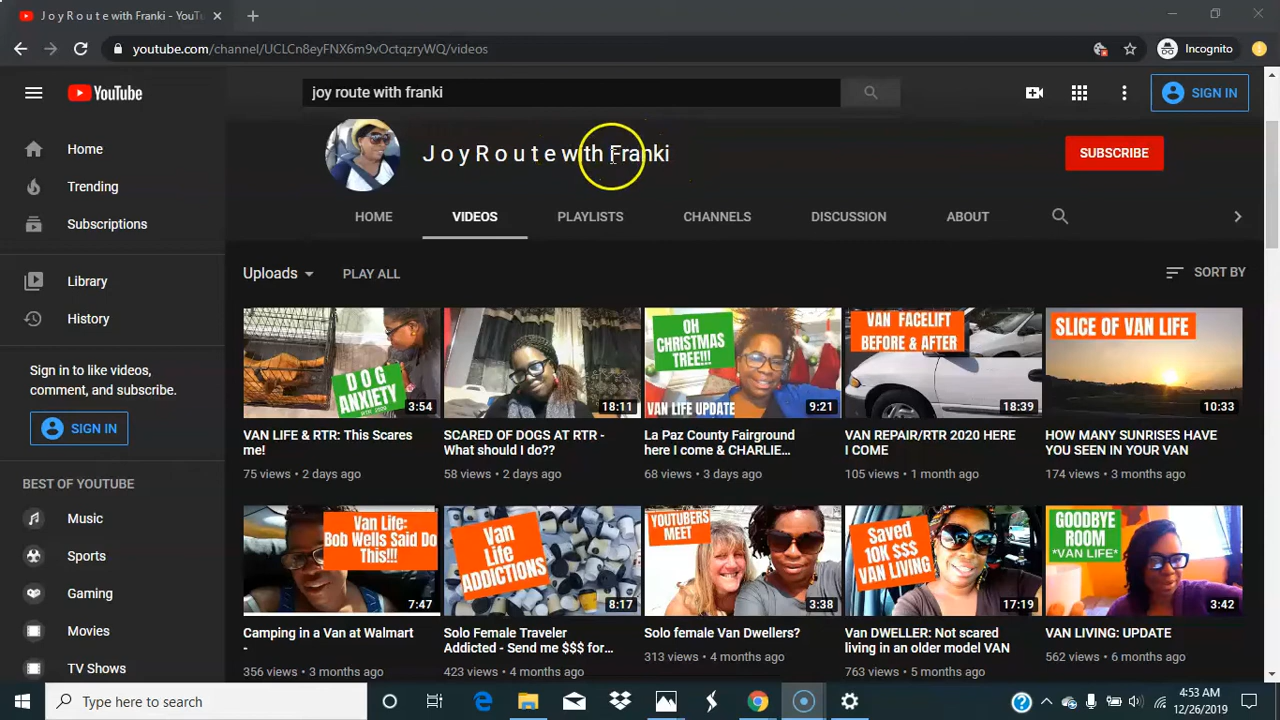 J o y R o u t e with Franki - YouTu
youtube.com/channel/UCLCn8eyFNX6m9vOctqzryWQ/videos
Incognito
YouTube
joy route with franki
SIGN IN
J o y R o u t e with Franki
SUBSCRIBE
HOME VIDEOS PLAYLISTS CHANNELS DISCUSSION ABOUT
Home
Trending
Subscriptions
Library
History
Sign in to like videos,
comment, and subscribe.
SIGN IN
BEST OF YOUTUBE
Music
Sports
Gaming
Movies
TV Shows
Uploads PLAY ALL SORT BY
DOG
ANXIETY
3:54
VAN LIFE & RTR: This Scares
me!
75 views • 2 days ago
18:11
SCARED OF DOGS AT RTR -
What should I do??
58 views • 2 days ago
OH
CHRISTMAS
TREE!!!
VAN LIFE UPDATE
9:21
La Paz County Fairground
here I come & CHARLIE...
68 views • 3 days ago
VAN FACELIFT
BEFORE & AFTER
18:39
VAN REPAIR/RTR 2020 HERE
I COME
105 views • 1 month ago
SLICE OF VAN LIFE
10:33
HOW MANY SUNRISES HAVE
YOU SEEN IN YOUR VAN
174 views • 3 months ago
Van Life:
Bob Wells Said Do
This!!!
7:47
Camping in a Van at Walmart
-
356 views • 3 months ago
Van
Life
ADDICTIONS
8:17
Solo Female Traveler
Addicted - Send me $$$ for...
423 views • 4 months ago
YOUTUBERS
MEET
3:38
Solo female Van Dwellers?
313 views • 4 months ago
Saved
10K $$$
VAN LIVING
17:19
Van DWELLER: Not scared
living in an older model VAN
763 views • 5 months ago
GOODBYE
ROOM
*VAN LIFE*
3:42
VAN LIVING: UPDATE
562 views • 6 months ago
Type here to search
4:53 AM
12/26/2019